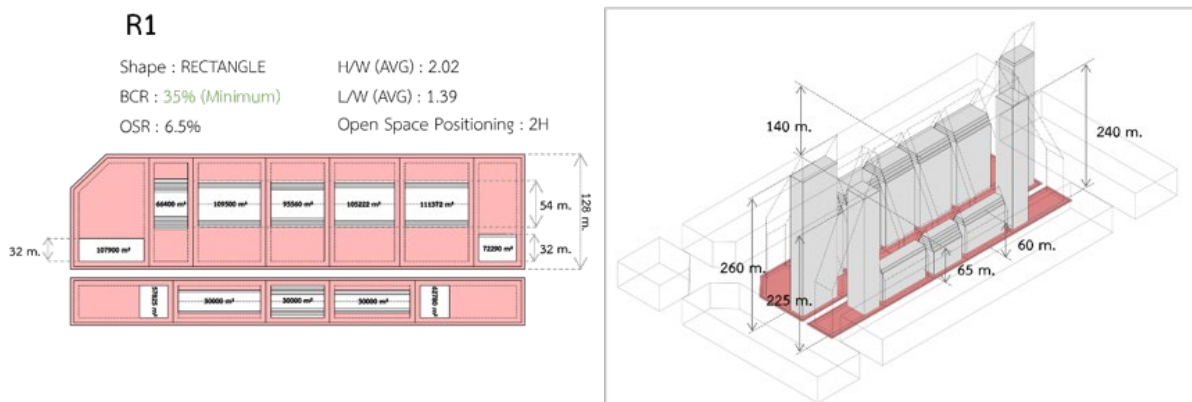 R1
Shape : RECTANGLE
H/W (AVG) : 2.02
BCR : 35% (Minimum)
L/W (AVG) : 1.39
OSR : 6.5%
Open Space Positioning : 2H
66400 m²
109500 m²
95560 m²
105222 m²
111372 m²
54 m.
128 m.
32 m.
107900 m²
72290 m²
32 m.
57825 m²
30000 m²
30000 m²
30000 m²
62780 m²
140 m.
240 m.
260 m.
225 m.
65 m.
60 m.